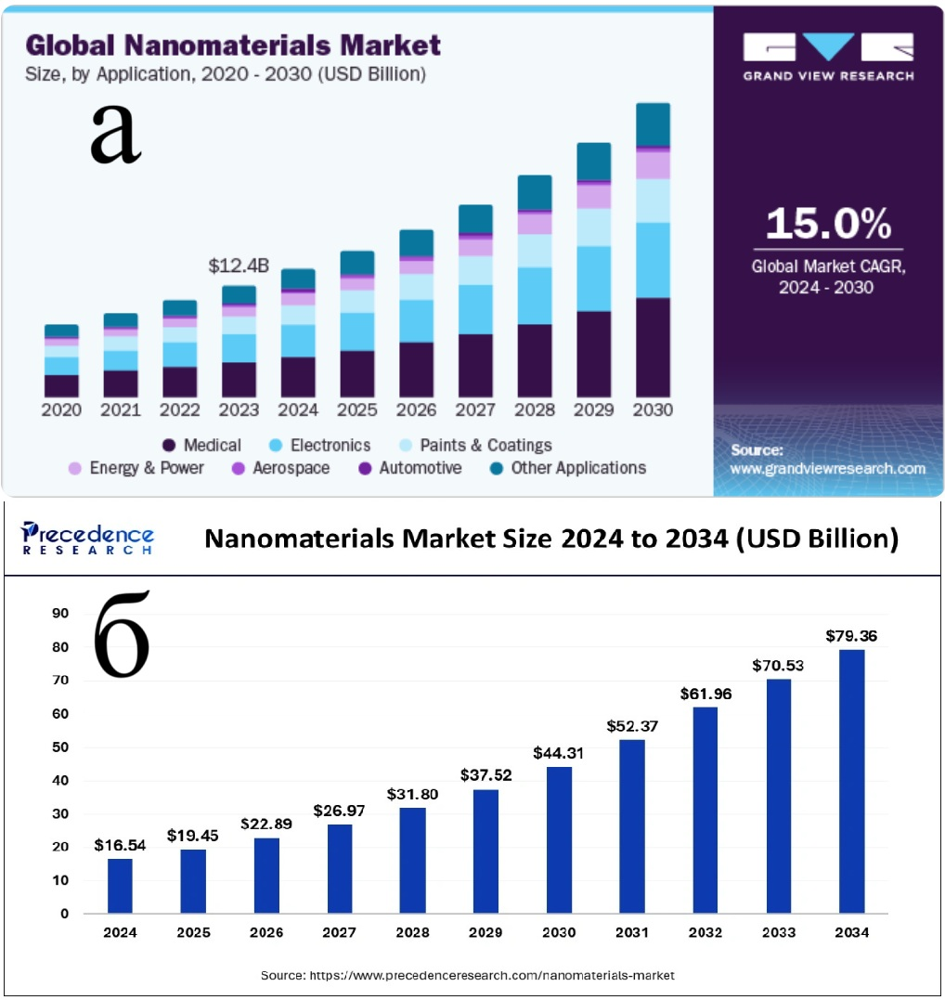 Global Nanomaterials Market
Size, by Application, 2020 - 2030 (USD Billion)
а
$12.4B
2020 2021 2022 2023 2024 2025 2026 2027 2028 2029 2030
Medical Electronics Paints & Coatings
Energy & Power Aerospace Automotive Other Applications
GRAND VIEW RESEARCH
15.0%
Global Market CAGR,
2024 - 2030
Source:
www.grandviewresearch.com
Precedence
RESEARCH
Nanomaterials Market Size 2024 to 2034 (USD Billion)
б
90
80
70
60
50
40
30
20
10
0
$16.54
$19.45
$22.89
$26.97
$31.80
$37.52
$44.31
$52.37
$61.96
$70.53
$79.36
2024 2025 2026 2027 2028 2029 2030 2031 2032 2033 2034
Source: https://www.precedenceresearch.com/nanomaterials-market